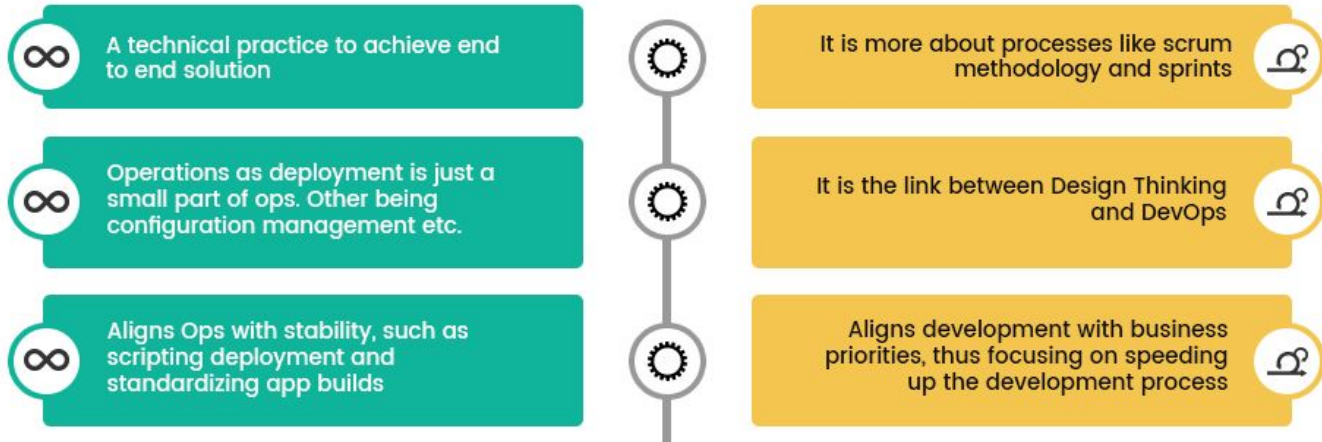 A technical practice to achieve end
to end solution
It is more about processes like scrum
methodology and sprints
Operations as deployment is just a
small part of ops. Other being
configuration management etc.
It is the link between Design Thinking
and DevOps
Aligns Ops with stability, such as
scripting deployment and
standardizing app builds
Aligns development with business
priorities, thus focusing on speeding
up the development process